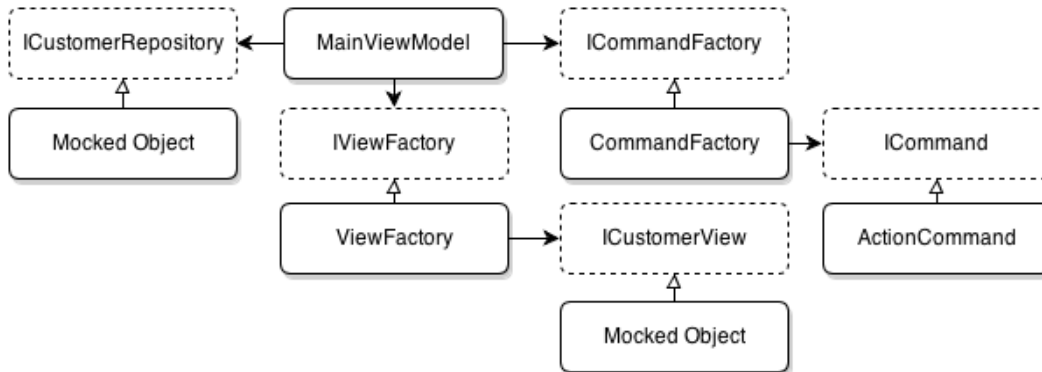 ICustomerRepository
MainViewModel
ICommandFactory
Mocked Object
IViewFactory
CommandFactory
ICommand
ViewFactory
ICustomerView
ActionCommand
Mocked Object